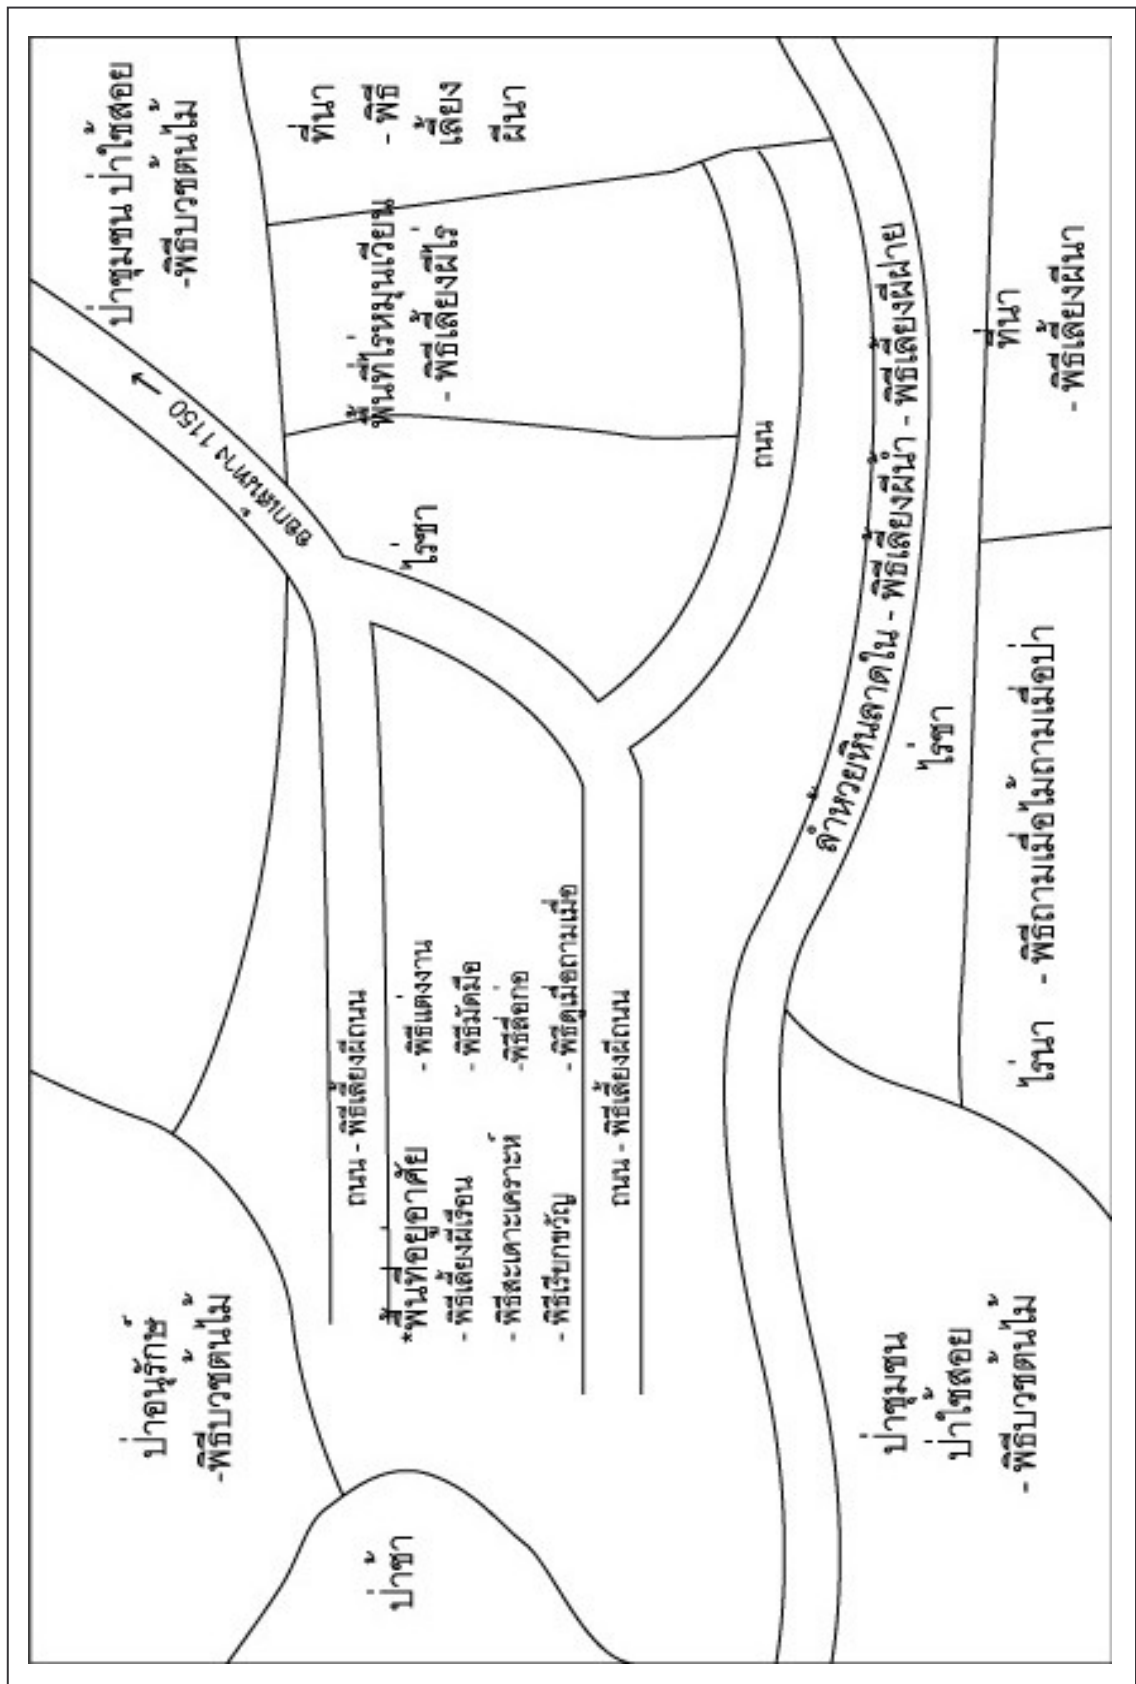 ป่าอนุรักษ์
-พิธีบวชต้นไม้
ป่าชุมชน ป่าใช้สอย
-พิธีบวชต้นไม้
ออกเส้นทาง 1150
ที่นา
- พิธี
เลี้ยง
ผีนา
พื้นที่ไร่หมุนเวียน
- พิธีเลี้ยงผีไร่
ไร่ชา
ป่าช้า
ถนน - พิธีเลี้ยงผีถนน
*พื้นที่อยู่อาศัย
- พิธีแต่งงาน
- พิธีเลี้ยงผีเรือน
- พิธีมัดมือ
- พิธีสะเดาะเคราะห์
-พิธีลือก่อ
- พิธีเรียกขวัญ
- พิธีดูเมื่อถามเมื่อ
ถนน - พิธีเลี้ยงผีถนน
ถนน
ลำห้วยหินลาดใน - พิธีเลี้ยงผีน้ำ - พิธีเลี้ยงผีฝาย
ป่าชุมชน
ป่าใช้สอย
- พิธีบวชต้นไม้
ไร่ชา
ไร่นา - พิธีถามเมื่อไม้ถามเมื่อป่า
ที่นา
- พิธีเลี้ยงผีนา